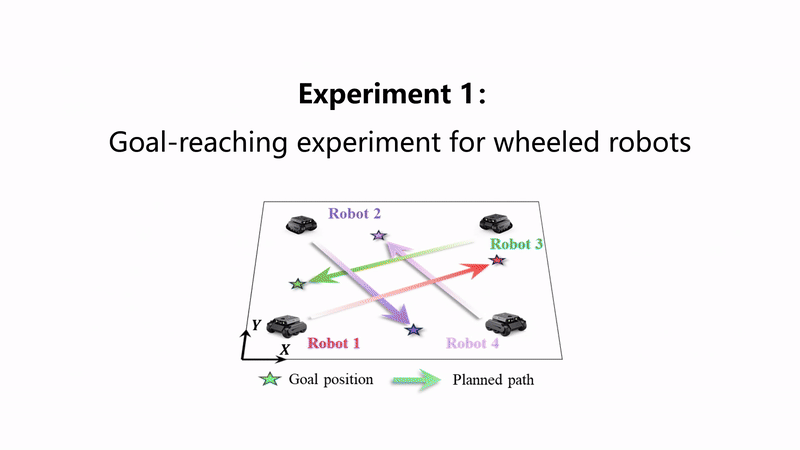 Experiment 1:
Goal-reaching experiment for wheeled robots
Robot 2
Robot 3
Y
X
Robot 1
Robot 4
Goal position
Planned path